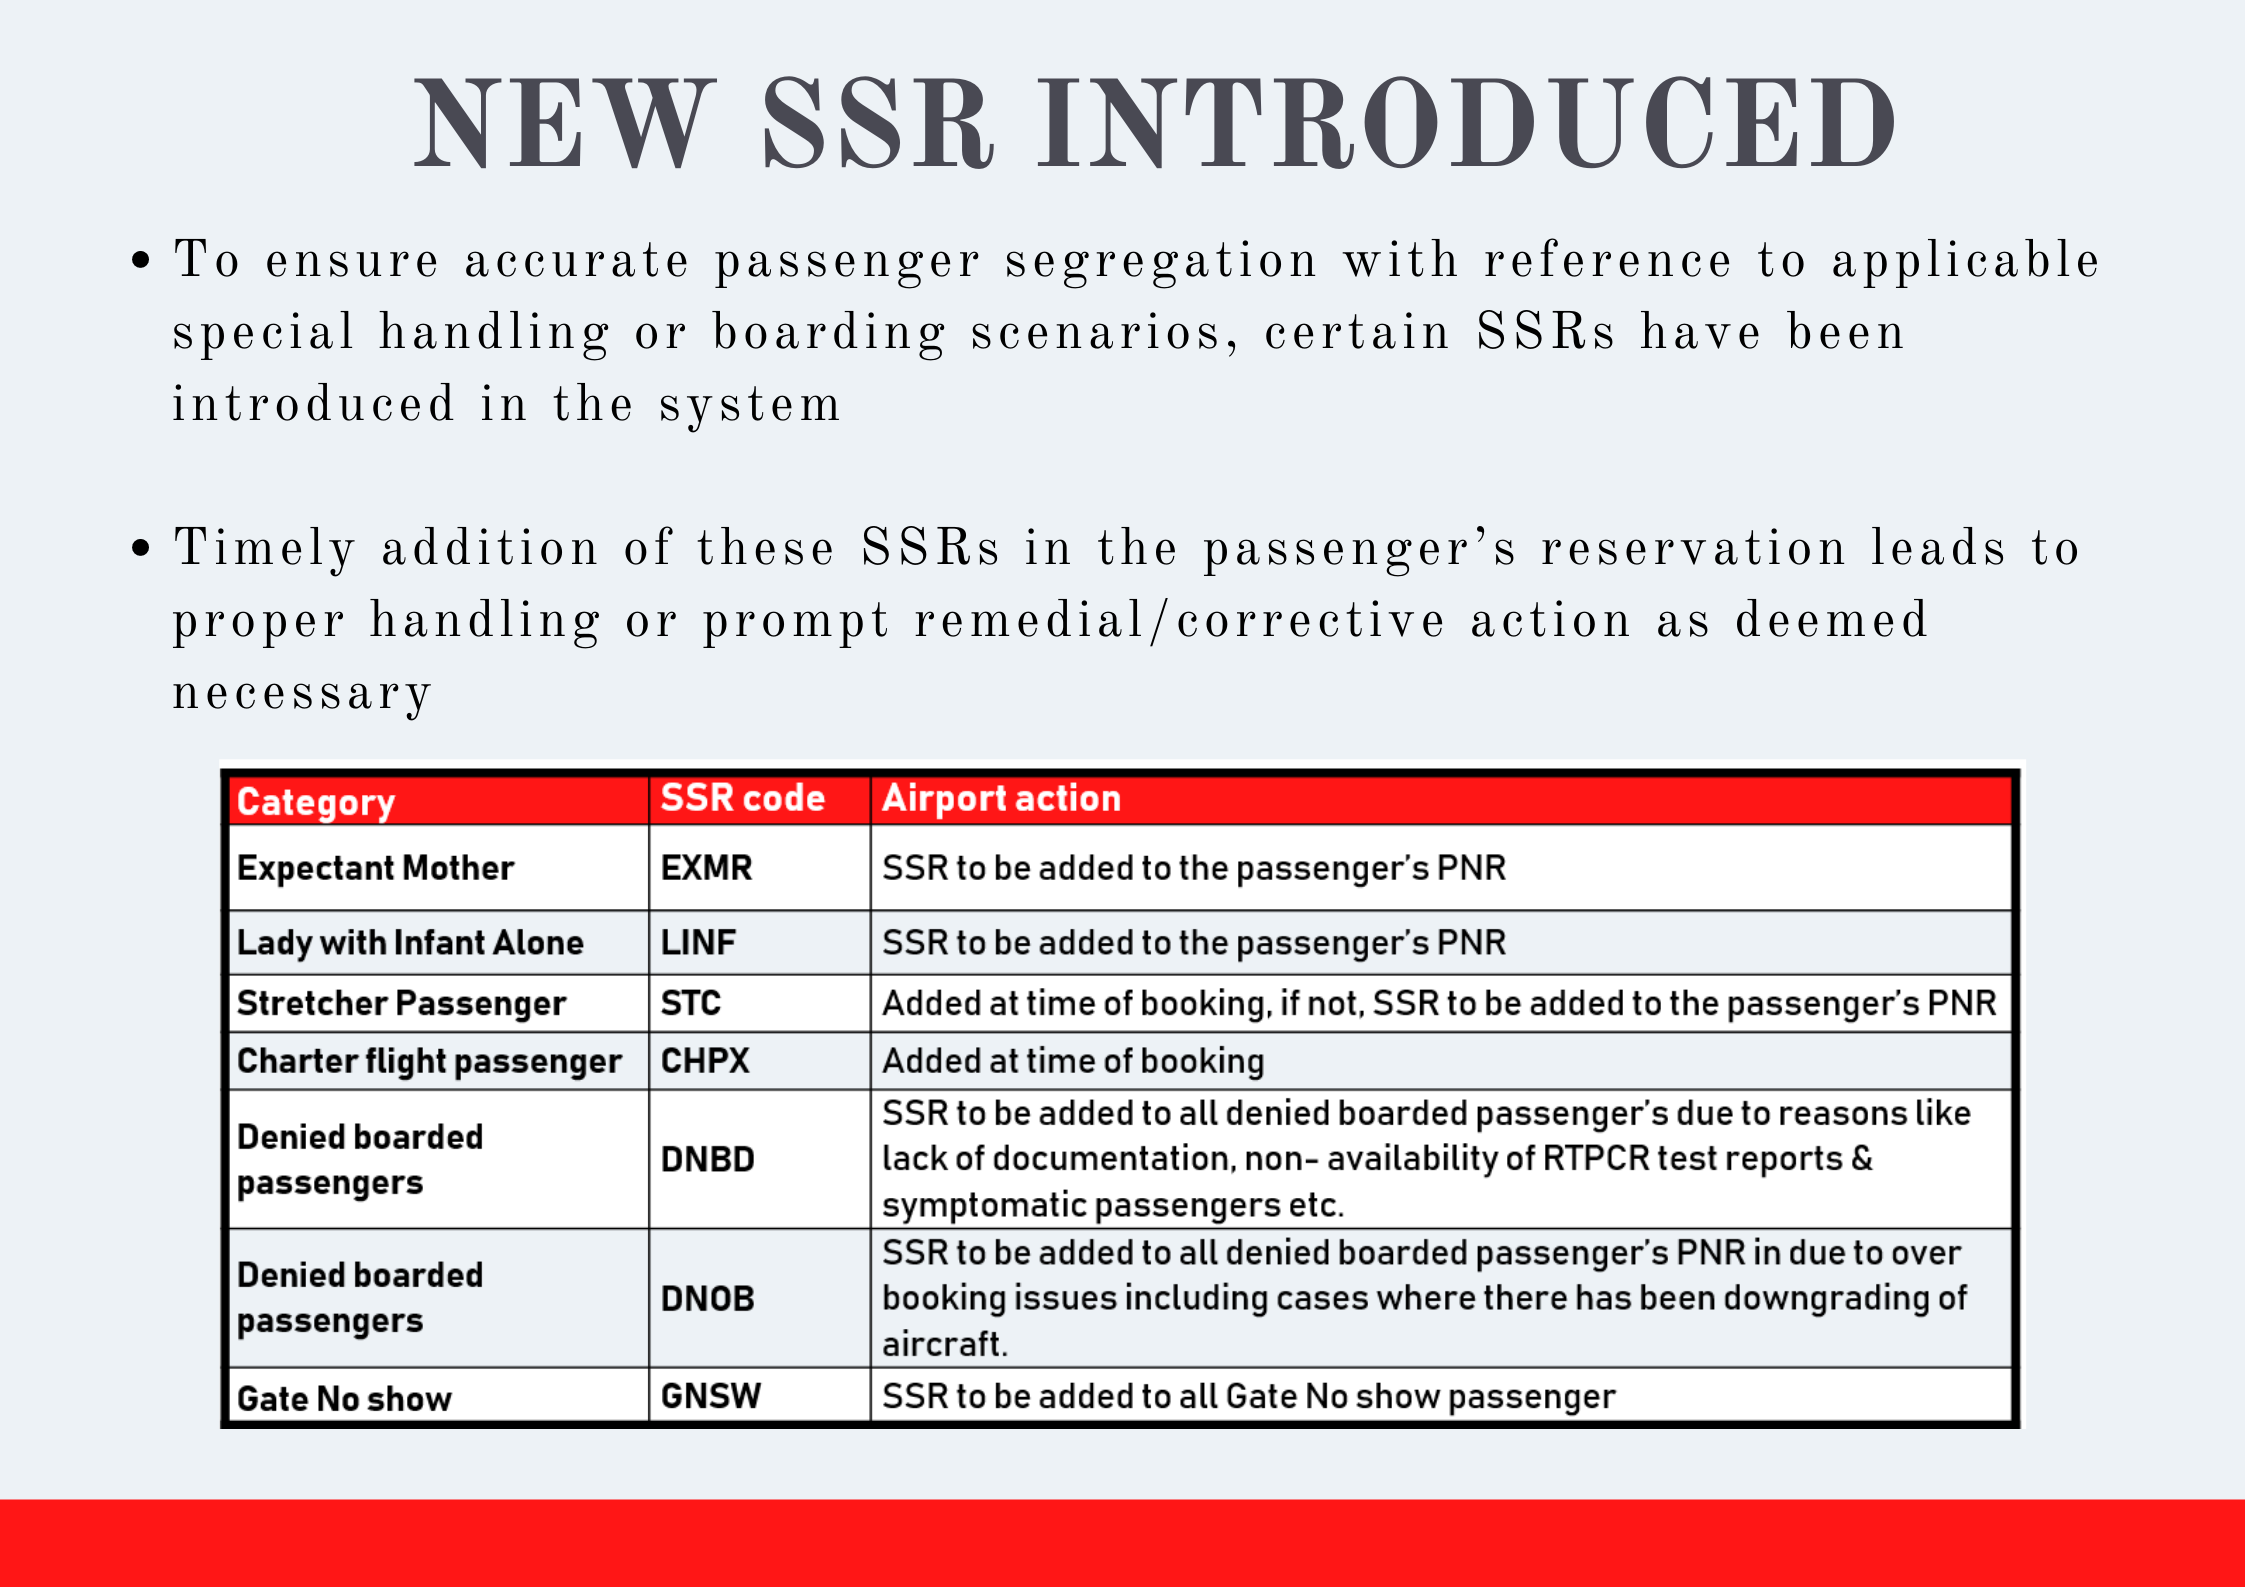 NEW SSR INTRODUCED
• To ensure accurate passenger segregation with reference to applicable
special handling or boarding scenarios, certain SSRs have been
introduced in the system
• Timely addition of these SSRs in the passenger’s reservation leads to
proper handling or prompt remedial/corrective action as deemed
necessary
Category SSR code Airport action
Expectant Mother EXMR SSR to be added to the passenger’s PNR
Lady with Infant Alone LINF SSR to be added to the passenger’s PNR
Stretcher Passenger STC Added at time of booking, if not, SSR to be added to the passenger’s PNR
Charter flight passenger CHPX Added at time of booking
Denied boarded
passengers
DNBD
SSR to be added to all denied boarded passenger’s due to reasons like
lack of documentation, non- availability of RTPCR test reports &
symptomatic passengers etc.
Denied boarded
passengers
DNOB
SSR to be added to all denied boarded passenger’s PNR in due to over
booking issues including cases where there has been downgrading of
aircraft.
Gate No show GNSW SSR to be added to all Gate No show passenger